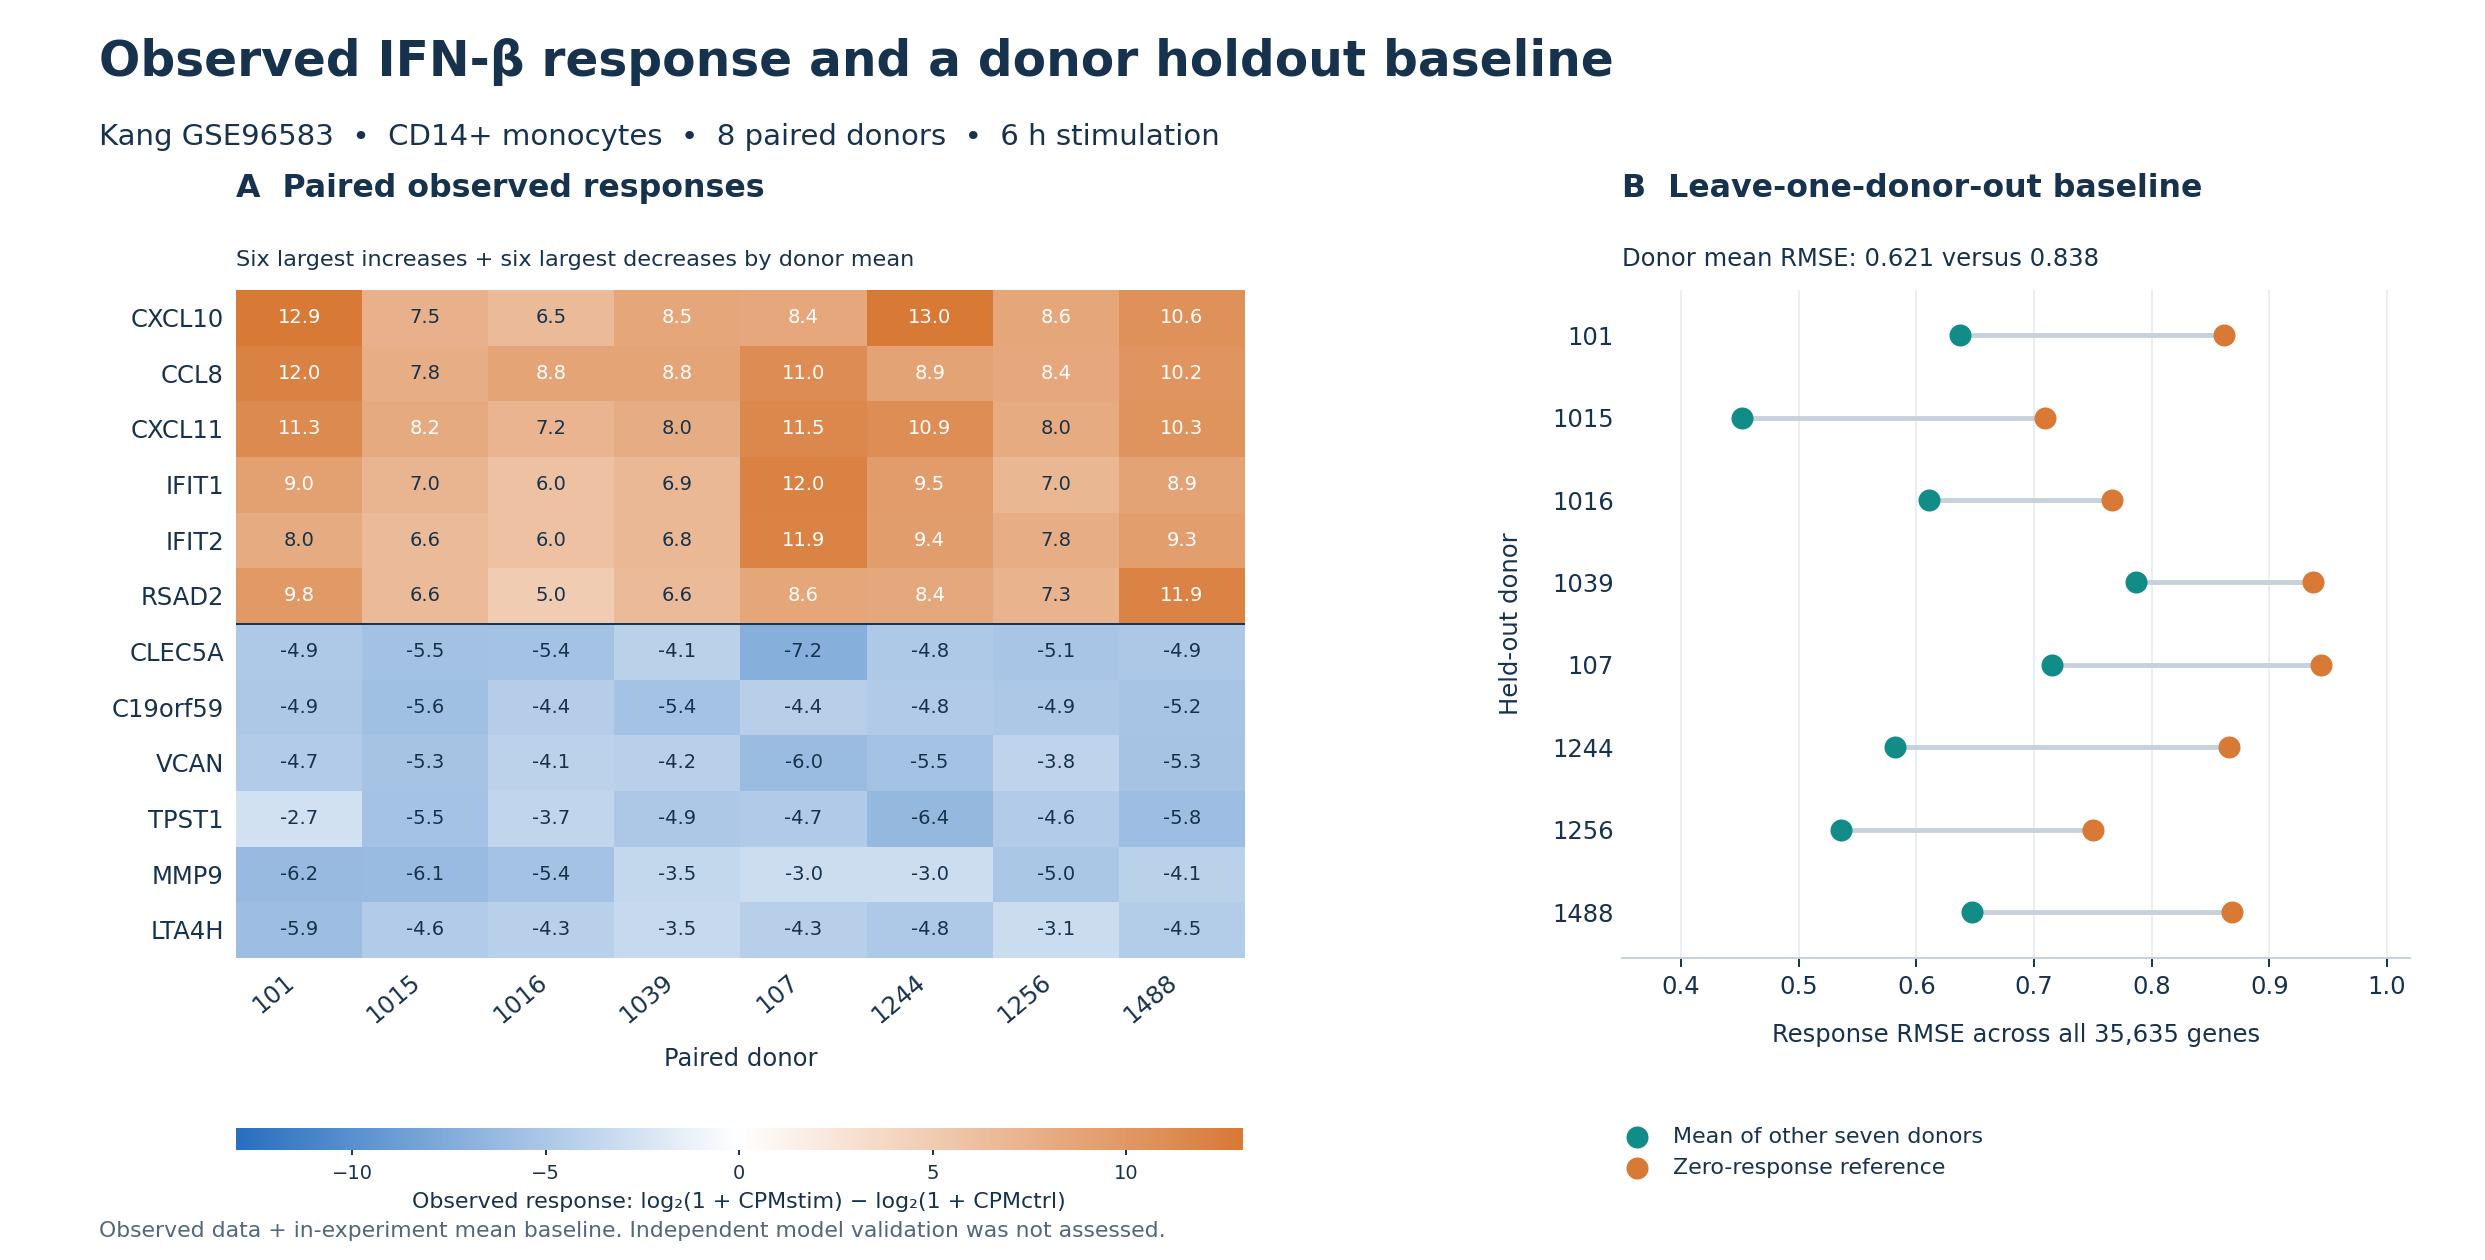 Observed IFN-β response and a donor holdout baseline
Kang GSE96583 • CD14+ monocytes • 8 paired donors • 6 h stimulation
A Paired observed responses
Six largest increases + six largest decreases by donor mean
CXCL10 12.9 7.5 6.5 8.5 8.4 13.0 8.6 10.6
CCL8 12.0 7.8 8.8 8.8 11.0 8.9 8.4 10.2
CXCL11 11.3 8.2 7.2 8.0 11.5 10.9 8.0 10.3
IFIT1 9.0 7.0 6.0 6.9 12.0 9.5 7.0 8.9
IFIT2 8.0 6.6 6.0 6.8 11.9 9.4 7.8 9.3
RSAD2 9.8 6.6 5.0 6.6 8.6 8.4 7.3 11.9
CLEC5A -4.9 -5.5 -5.4 -4.1 -7.2 -4.8 -5.1 -4.9
C19orf59 -4.9 -5.6 -4.4 -5.4 -4.4 -4.8 -4.9 -5.2
VCAN -4.7 -5.3 -4.1 -4.2 -6.0 -5.5 -3.8 -5.3
TPST1 -2.7 -5.5 -3.7 -4.9 -4.7 -6.4 -4.6 -5.8
MMP9 -6.2 -6.1 -5.4 -3.5 -3.0 -3.0 -5.0 -4.1
LTA4H -5.9 -4.6 -4.3 -3.5 -4.3 -4.8 -3.1 -4.5
101 1015 1016 1039 107 1244 1256 1488
Paired donor
−10 −5 0 5 10
Observed response: log₂(1 + CPMstim) − log₂(1 + CPMctrl)
B Leave-one-donor-out baseline
Donor mean RMSE: 0.621 versus 0.838
Held-out donor
101
1015
1016
1039
107
1244
1256
1488
0.4 0.5 0.6 0.7 0.8 0.9 1.0
Response RMSE across all 35,635 genes
Mean of other seven donors
Zero-response reference
Observed data + in-experiment mean baseline. Independent model validation was not assessed.